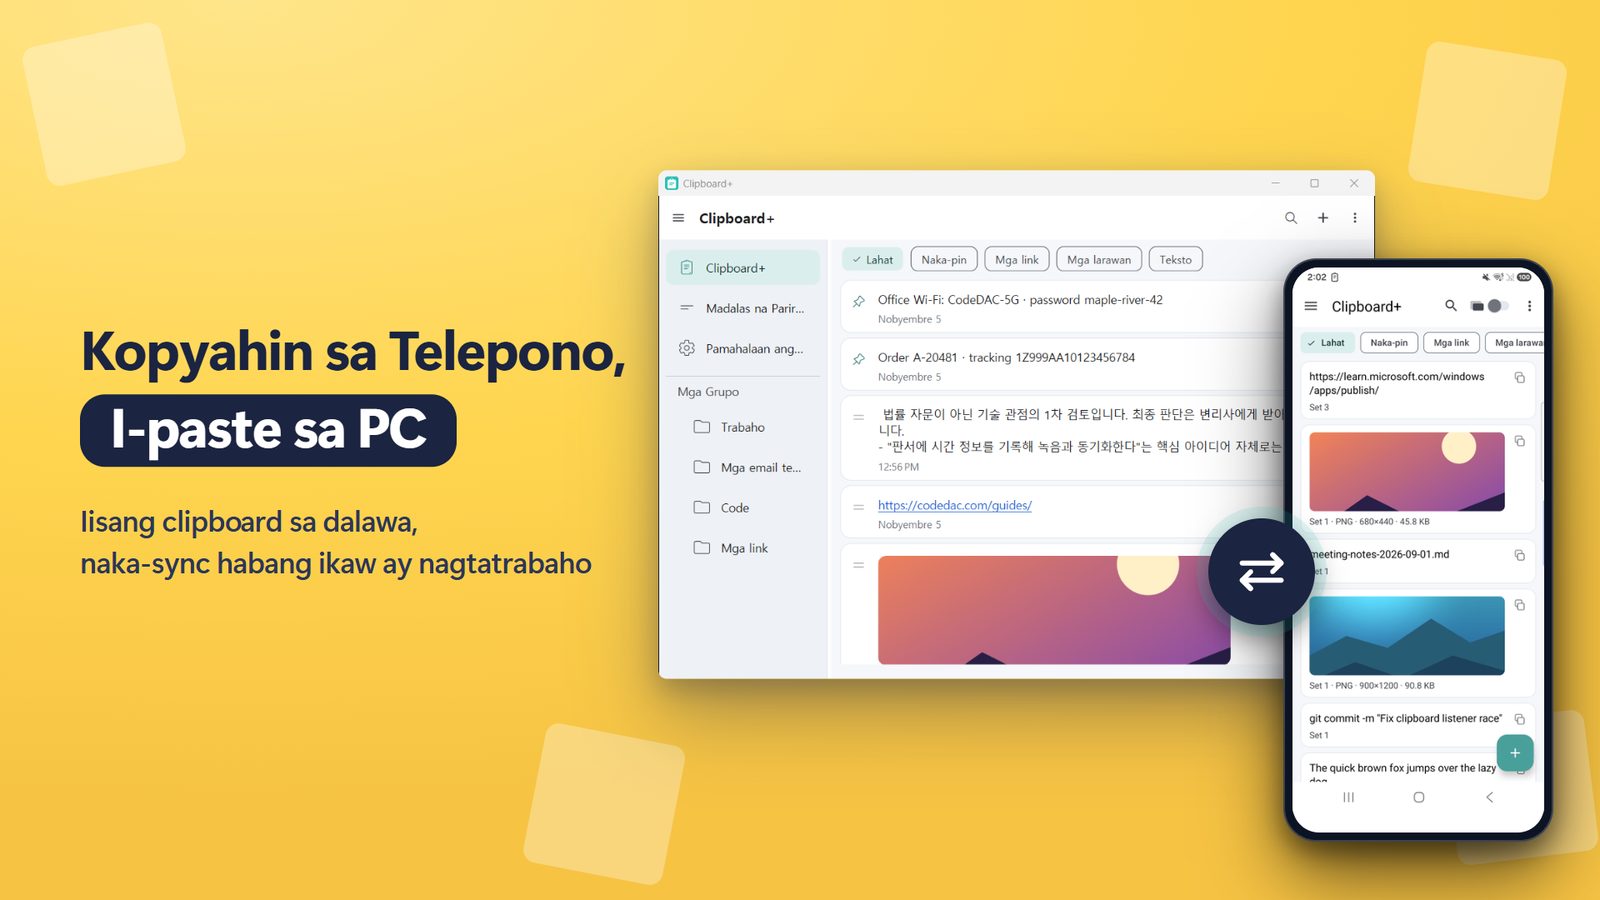 Kopyahin sa Telepono,
I-paste sa PC
Iisang clipboard sa dalawa,
naka-sync habang ikaw ay nagtatrabaho
Clipboard+
Clipboard+
Clipboard+
Madalas na Parir...
Pamahalaan ang...
Mga Grupo
Trabaho
Mga email te...
Code
Mga link
Lahat
Naka-pin
Mga link
Mga larawan
Teksto
Office Wi-Fi: CodeDAC-5G · password maple-river-42
Nobyembre 5
Order A-20481 · tracking 1Z999AA10123456784
Nobyembre 5
법률 자문이 아닌 기술 관점의 1차 검토입니다. 최종 판단은 변리사에게 받아
니다.
- "판서에 시간 정보를 기록해 녹음과 동기화한다"는 핵심 아이디어 자체로는
12:56 PM
https://codedac.com/guides/
Nobyembre 5
2:02
100
Clipboard+
Lahat
Naka-pin
Mga link
Mga larawan
https://learn.microsoft.com/windows
/apps/publish/
Set 3
Set 1 · PNG · 680×440 · 45.8 KB
meeting-notes-2026-09-01.md
Set 1 · PNG · 900×1200 · 90.8 KB
git commit -m "Fix clipboard listener race"
Set 1
The quick brown fox jumps over the lazy